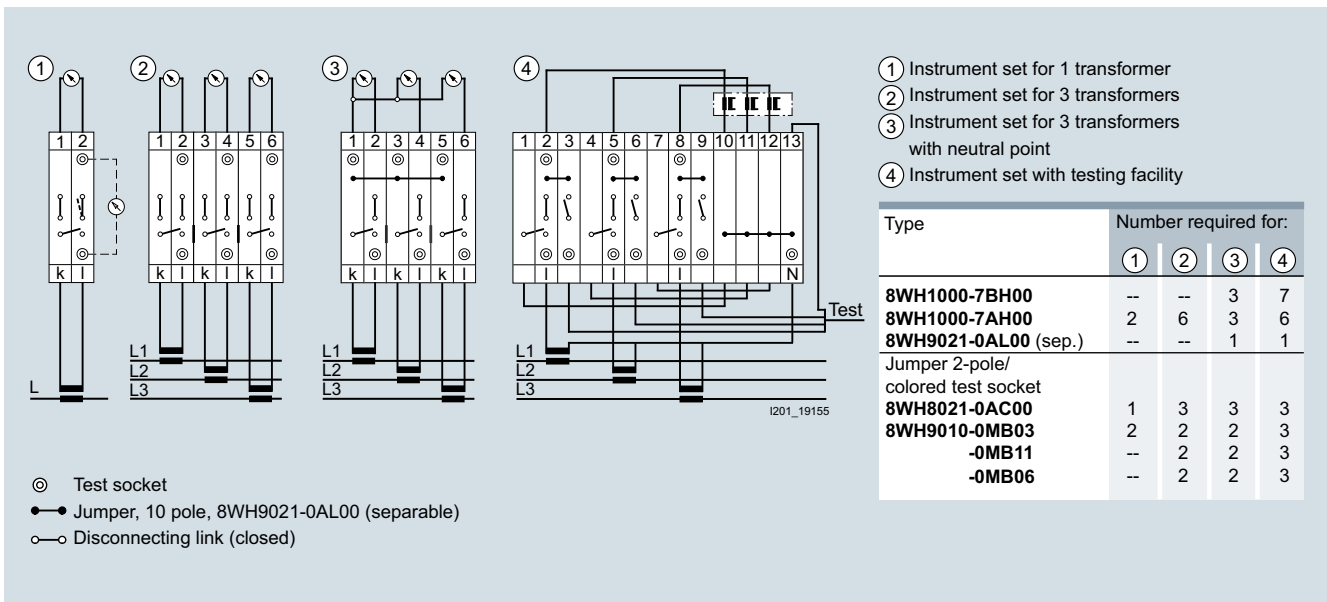 1 2 3 4
1 2
1 2 3 4 5 6
1 2 3 4 5 6
1 2 3 4 5 6 7 8 9 10 11 12 13
k l
k l k l k l
k l k l k l
l l l N
Test
L
L1
L2
L3
L1
L2
L3
L1
L2
L3
I201_19155
Test socket
Jumper, 10 pole, 8WH9021-0AL00 (separable)
Disconnecting link (closed)
1 Instrument set for 1 transformer
2 Instrument set for 3 transformers
3 Instrument set for 3 transformers
with neutral point
4 Instrument set with testing facility
Type Number required for:
1 2 3 4
8WH1000-7BH00 -- -- 3 7
8WH1000-7AH00 2 6 3 6
8WH9021-0AL00 (sep.) -- -- 1 1
Jumper 2-pole/
colored test socket
8WH8021-0AC00 1 3 3 3
8WH9010-0MB03 2 2 2 3
-0MB11 -- 2 2 3
-0MB06 -- 2 2 3